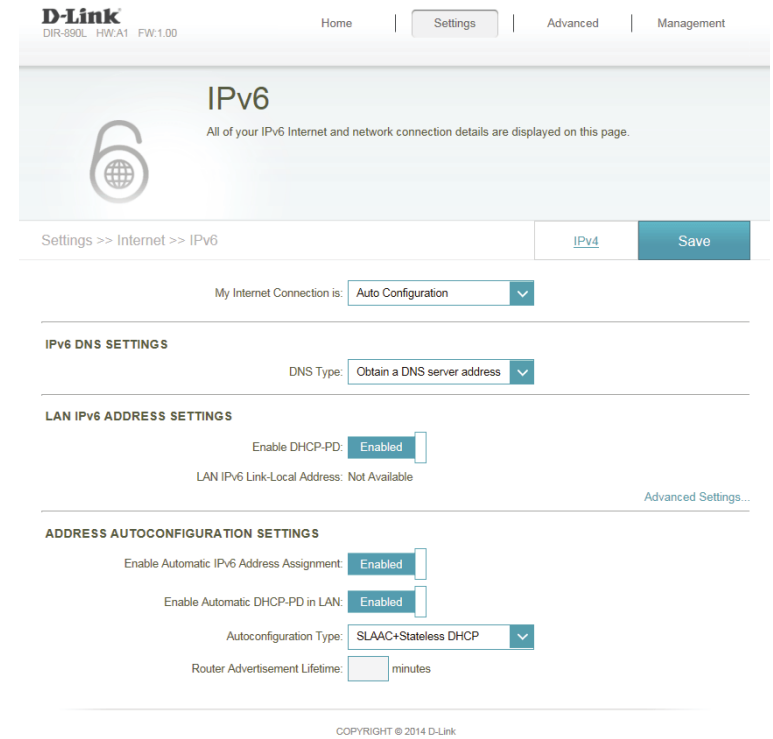 D-Link
DIR-890L HW:A1 FW:1.00
Home Settings Advanced Management
IPv6
All of your IPv6 Internet and network connection details are displayed on this page.
Settings >> Internet >> IPv6 IPv4 Save
My Internet Connection is: Auto Configuration
IPv6 DNS SETTINGS
DNS Type: Obtain a DNS server address
LAN IPv6 ADDRESS SETTINGS
Enable DHCP-PD: Enabled
LAN IPv6 Link-Local Address: Not Available
Advanced Settings...
ADDRESS AUTOCONFIGURATION SETTINGS
Enable Automatic IPv6 Address Assignment: Enabled
Enable Automatic DHCP-PD in LAN: Enabled
Autoconfiguration Type: SLAAC+Stateless DHCP
Router Advertisement Lifetime: minutes
COPYRIGHT © 2014 D-Link